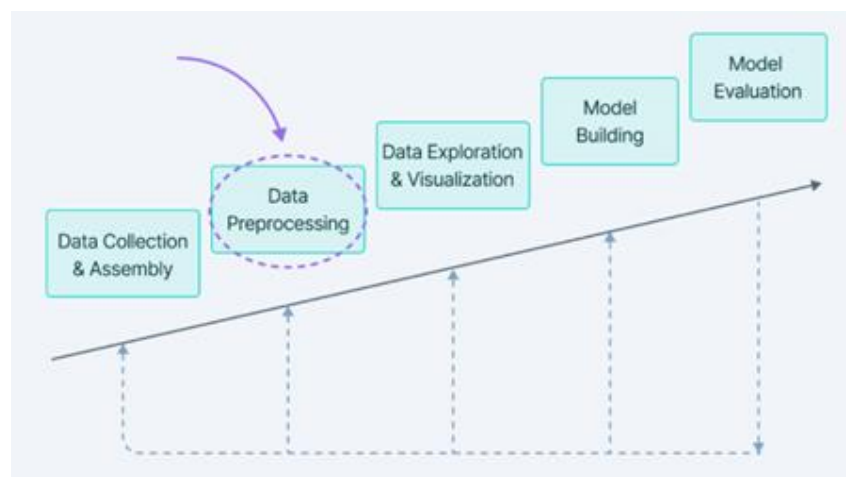 Data Collection
& Assembly
Data
Preprocessing
Data Exploration
& Visualization
Model
Building
Model
Evaluation